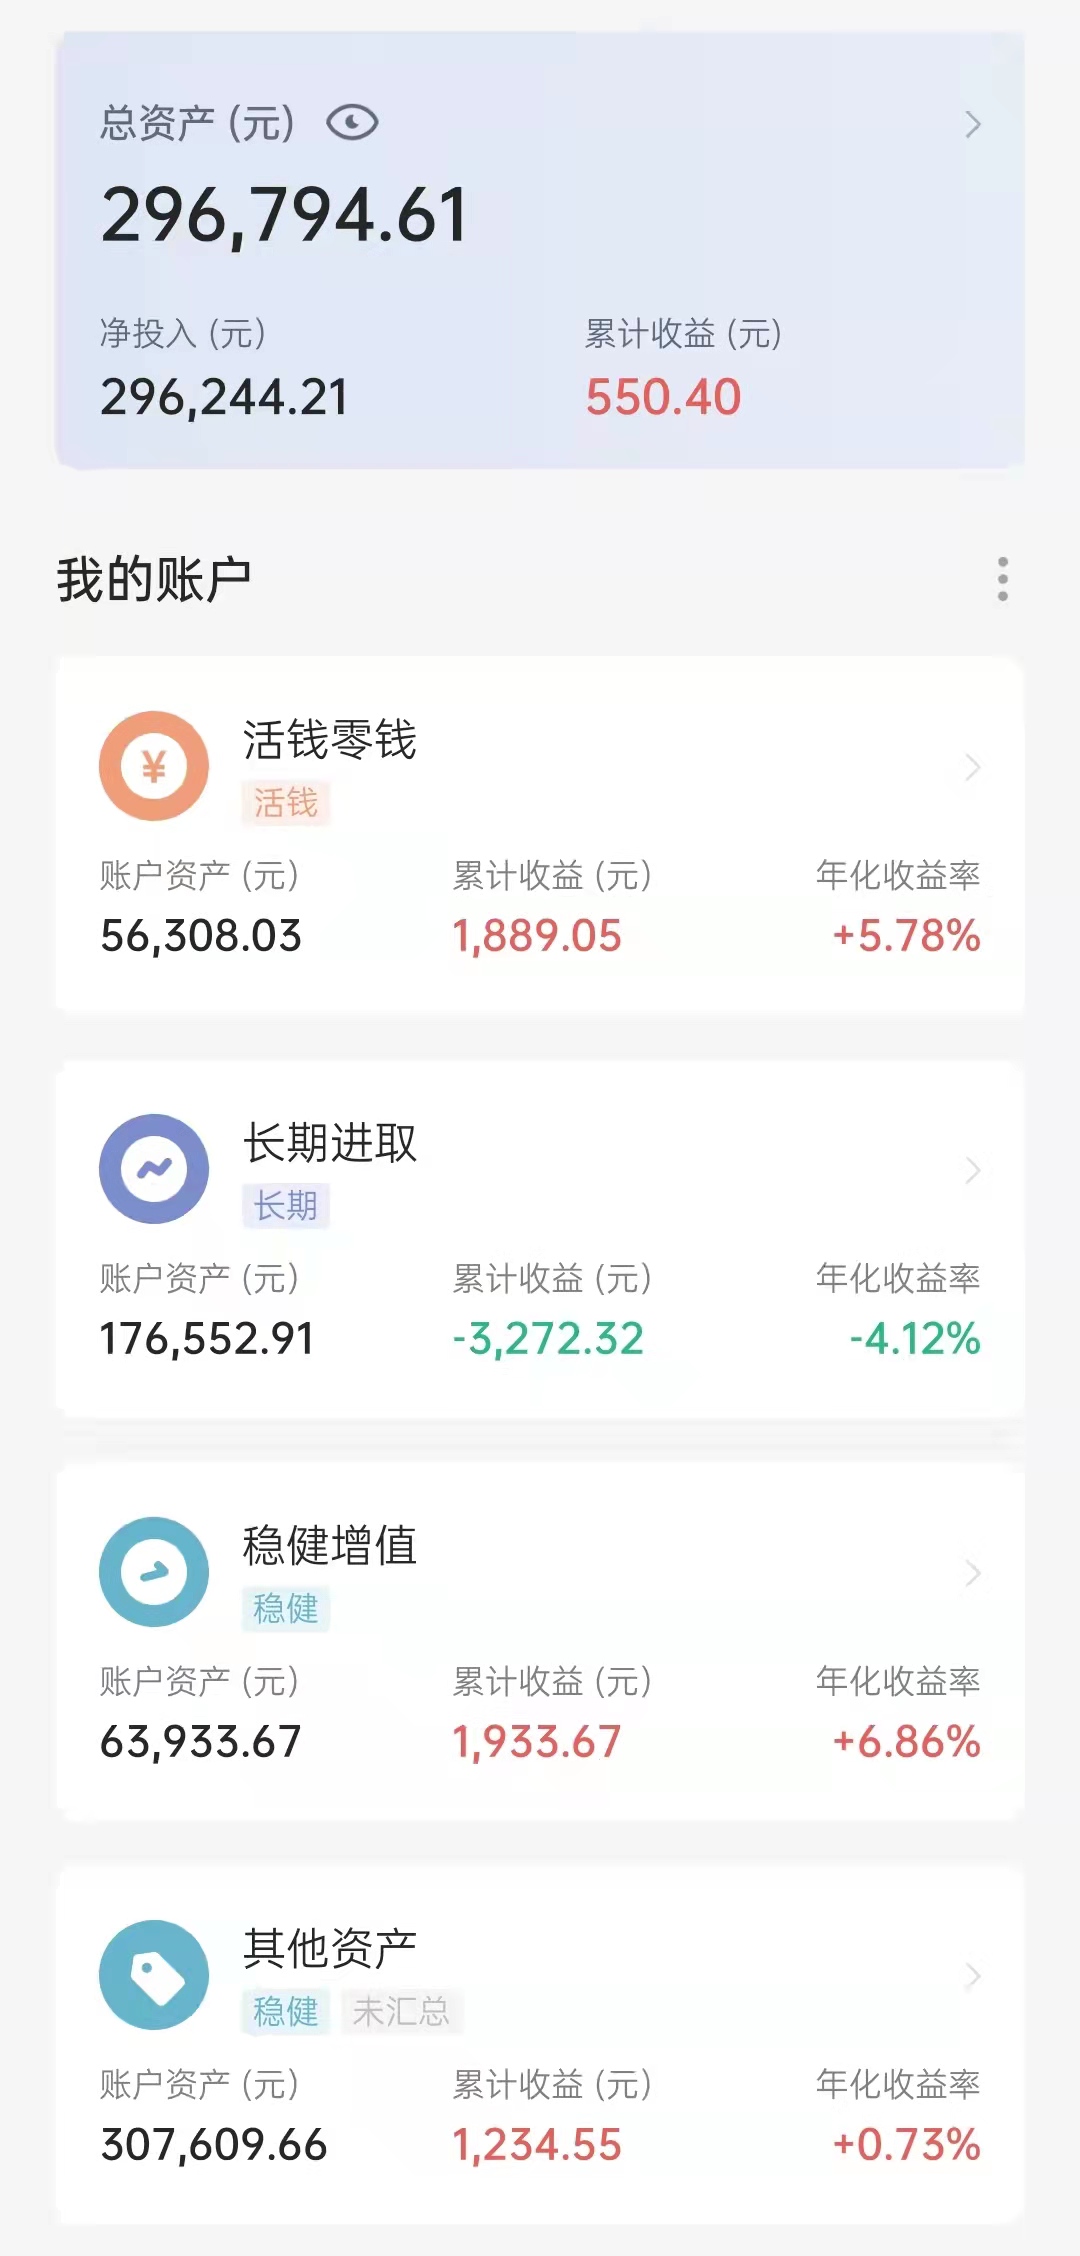 总资产 (元)
296,794.61
净投入 (元) 累计收益 (元)
296,244.21 550.40
我的账户
¥ 活钱零钱
活钱
账户资产 (元) 累计收益 (元) 年化收益率
56,308.03 1,889.05 +5.78%
长期进取
长期
账户资产 (元) 累计收益 (元) 年化收益率
176,552.91 -3,272.32 -4.12%
稳健增值
稳健
账户资产 (元) 累计收益 (元) 年化收益率
63,933.67 1,933.67 +6.86%
其他资产
稳健 未汇总
账户资产 (元) 累计收益 (元) 年化收益率
307,609.66 1,234.55 +0.73%